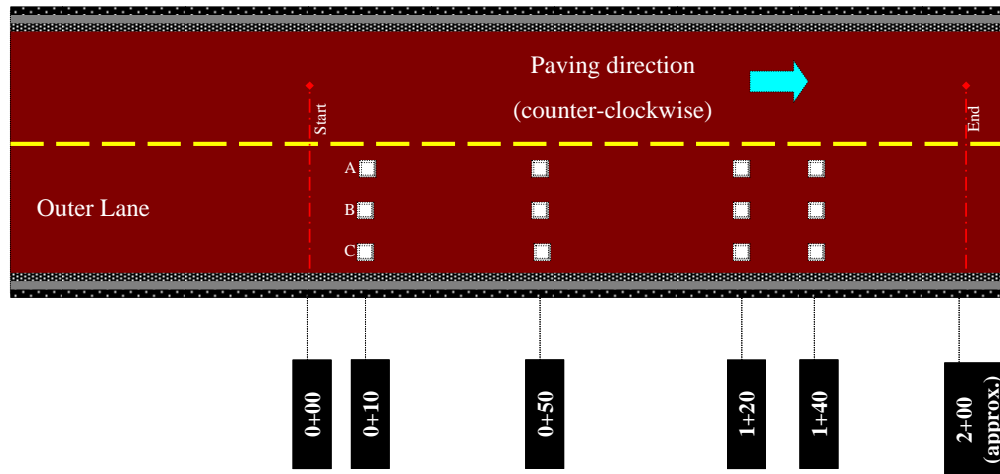 Paving direction
(counter-clockwise)
Start
End
A
Outer Lane
B
C
0+00
0+10
0+50
1+20
1+40
2+00
(approx.)